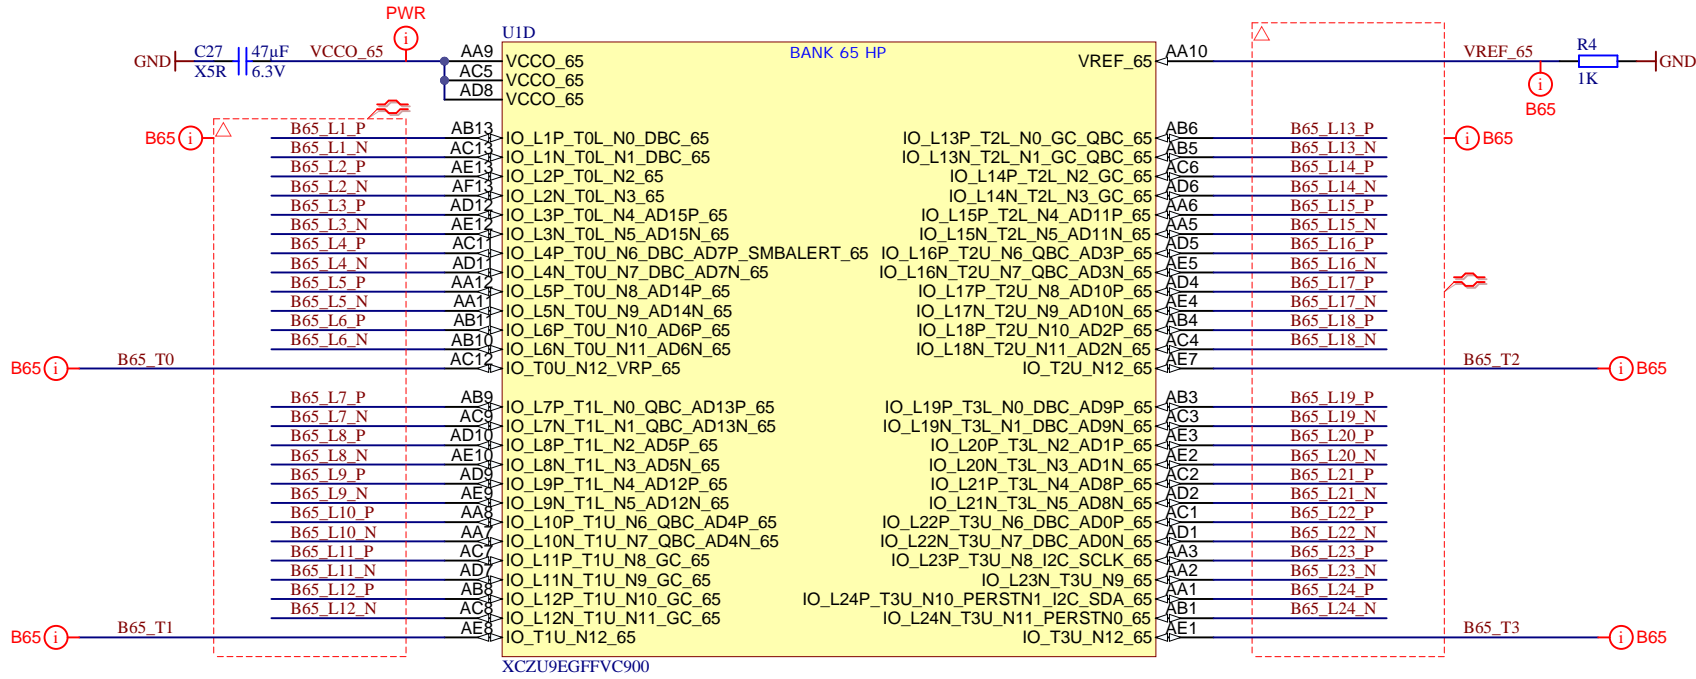 PWR
i
U1D
BANK 65 HP
GND
C27
47µF
X5R
6.3V
VCCO_65
AA9 VCCO_65
AC5 VCCO_65
AD8 VCCO_65
VREF_65 AA10
VREF_65
R4
1K
GND
i
B65
B65 i
i B65
B65_L1_P AB13 IO_L1P_T0L_N0_DBC_65
B65_L1_N AC13 IO_L1N_T0L_N1_DBC_65
B65_L2_P AE13 IO_L2P_T0L_N2_65
B65_L2_N AF13 IO_L2N_T0L_N3_65
B65_L3_P AD12 IO_L3P_T0L_N4_AD15P_65
B65_L3_N AE12 IO_L3N_T0L_N5_AD15N_65
B65_L4_P AC11 IO_L4P_T0U_N6_DBC_AD7P_SMBALERT_65
B65_L4_N AD11 IO_L4N_T0U_N7_DBC_AD7N_65
B65_L5_P AA12 IO_L5P_T0U_N8_AD14P_65
B65_L5_N AA11 IO_L5N_T0U_N9_AD14N_65
B65_L6_P AB11 IO_L6P_T0U_N10_AD6P_65
B65_L6_N AB10 IO_L6N_T0U_N11_AD6N_65
B65 i B65_T0 AC12 IO_T0U_N12_VRP_65
B65_L7_P AB9 IO_L7P_T1L_N0_QBC_AD13P_65
B65_L7_N AC9 IO_L7N_T1L_N1_QBC_AD13N_65
B65_L8_P AD10 IO_L8P_T1L_N2_AD5P_65
B65_L8_N AE10 IO_L8N_T1L_N3_AD5N_65
B65_L9_P AD9 IO_L9P_T1L_N4_AD12P_65
B65_L9_N AE9 IO_L9N_T1L_N5_AD12N_65
B65_L10_P AA8 IO_L10P_T1U_N6_QBC_AD4P_65
B65_L10_N AA7 IO_L10N_T1U_N7_QBC_AD4N_65
B65_L11_P AC7 IO_L11P_T1U_N8_GC_65
B65_L11_N AD7 IO_L11N_T1U_N9_GC_65
B65_L12_P AB8 IO_L12P_T1U_N10_GC_65
B65_L12_N AC8 IO_L12N_T1U_N11_GC_65
B65 i B65_T1 AE8 IO_T1U_N12_65
IO_L13P_T2L_N0_GC_QBC_65 AB6 B65_L13_P
IO_L13N_T2L_N1_GC_QBC_65 AB5 B65_L13_N
IO_L14P_T2L_N2_GC_65 AC6 B65_L14_P
IO_L14N_T2L_N3_GC_65 AD6 B65_L14_N
IO_L15P_T2L_N4_AD11P_65 AA6 B65_L15_P
IO_L15N_T2L_N5_AD11N_65 AA5 B65_L15_N
IO_L16P_T2U_N6_QBC_AD3P_65 AD5 B65_L16_P
IO_L16N_T2U_N7_QBC_AD3N_65 AE5 B65_L16_N
IO_L17P_T2U_N8_AD10P_65 AD4 B65_L17_P
IO_L17N_T2U_N9_AD10N_65 AE4 B65_L17_N
IO_L18P_T2U_N10_AD2P_65 AB4 B65_L18_P
IO_L18N_T2U_N11_AD2N_65 AC4 B65_L18_N
IO_T2U_N12_65 AE7 B65_T2 i B65
IO_L19P_T3L_N0_DBC_AD9P_65 AB3 B65_L19_P
IO_L19N_T3L_N1_DBC_AD9N_65 AC3 B65_L19_N
IO_L20P_T3L_N2_AD1P_65 AE3 B65_L20_P
IO_L20N_T3L_N3_AD1N_65 AE2 B65_L20_N
IO_L21P_T3L_N4_AD8P_65 AC2 B65_L21_P
IO_L21N_T3L_N5_AD8N_65 AD2 B65_L21_N
IO_L22P_T3U_N6_DBC_AD0P_65 AC1 B65_L22_P
IO_L22N_T3U_N7_DBC_AD0N_65 AD1 B65_L22_N
IO_L23P_T3U_N8_I2C_SCLK_65 AA3 B65_L23_P
IO_L23N_T3U_N9_65 AA2 B65_L23_N
IO_L24P_T3U_N10_PERSTN1_I2C_SDA_65 AA1 B65_L24_P
IO_L24N_T3U_N11_PERSTN0_65 AB1 B65_L24_N
IO_T3U_N12_65 AE1 B65_T3 i B65
XCZU9EGFFVC900